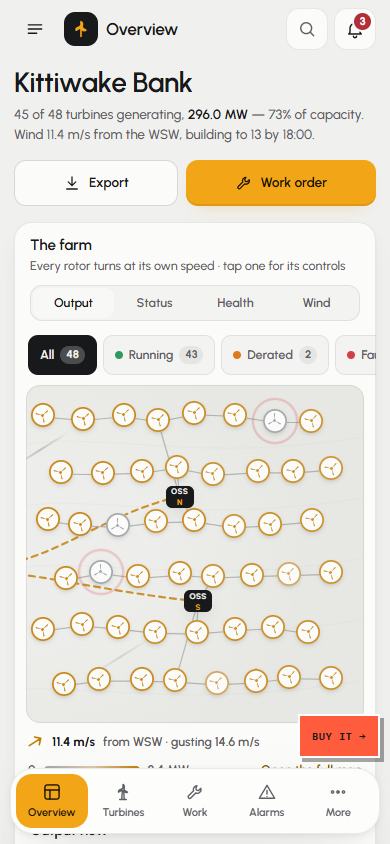 Overview
3
Kittiwake Bank
45 of 48 turbines generating, 296.0 MW — 73% of capacity.
Wind 11.4 m/s from the WSW, building to 13 by 18:00.
Export
Work order
The farm
Every rotor turns at its own speed · tap one for its controls
Output Status Health Wind
All 48 Running 43 Derated 2
OSS
N
OSS
S
11.4 m/s from WSW · gusting 14.6 m/s
BUY IT →
Overview Turbines Work Alarms More